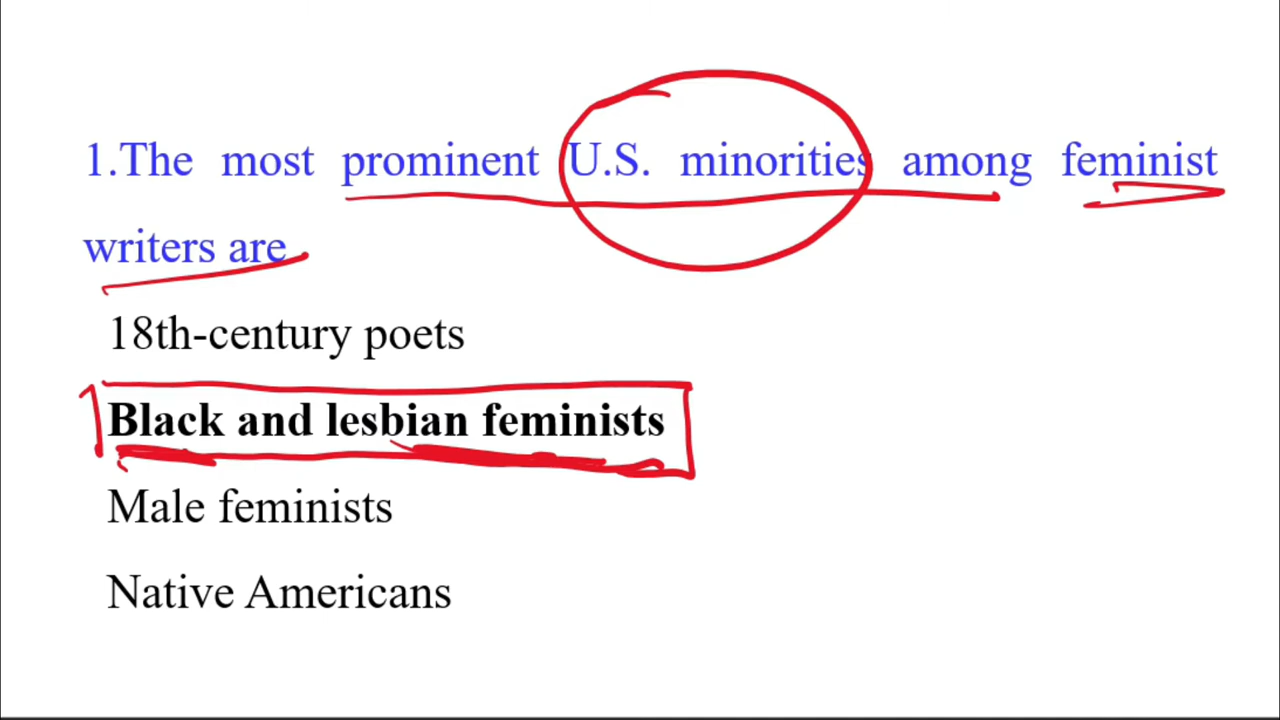 1.The most prominent U.S. minorities among feminist
writers are
18th-century poets
Black and lesbian feminists
Male feminists
Native Americans